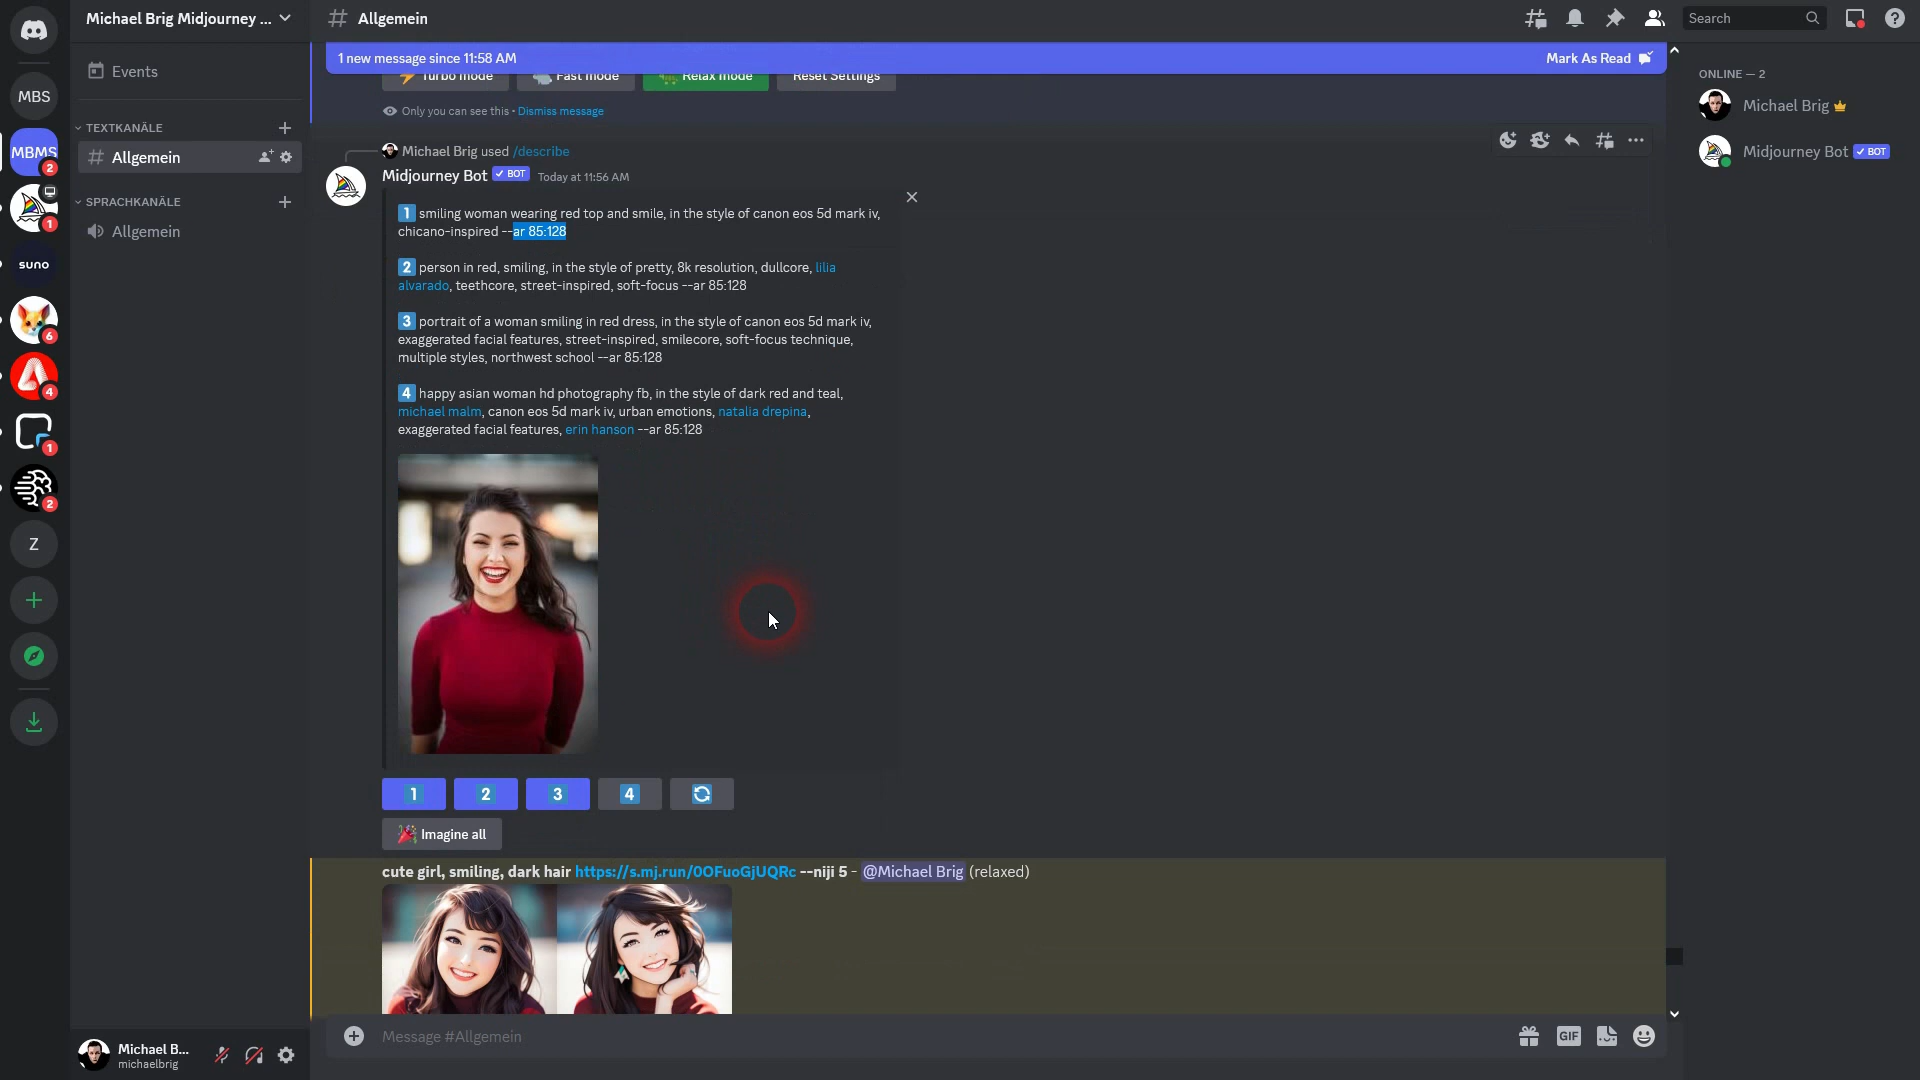 Michael Brig Midjourney ...
Allgemein
Search
1 new message since 11:58 AM
Mark As Read
Events
MBS
TEXTKANÄLE
Allgemein
MBMS
2
SPRACHKANÄLE
Allgemein
1
suno
6
4
1
2
Z
Turbo mode
Fast mode
Relax mode
Reset Settings
Only you can see this • Dismiss message
Michael Brig used /describe
Midjourney Bot ✓ BOT Today at 11:56 AM
1 smiling woman wearing red top and smile, in the style of canon eos 5d mark iv,
chicano-inspired --ar 85:128
2 person in red, smiling, in the style of pretty, 8k resolution, dullcore, lilia
alvarado, teethcore, street-inspired, soft-focus --ar 85:128
3 portrait of a woman smiling in red dress, in the style of canon eos 5d mark iv,
exaggerated facial features, street-inspired, smilecore, soft-focus technique,
multiple styles, northwest school --ar 85:128
4 happy asian woman hd photography fb, in the style of dark red and teal,
michael malm, canon eos 5d mark iv, urban emotions, natalia drepina,
exaggerated facial features, erin hanson --ar 85:128
1 2 3 4
Imagine all
cute girl, smiling, dark hair https://s.mj.run/0OFuoGjUQRc --niji 5 - @Michael Brig (relaxed)
Message #Allgemein
GIF
Michael B...
michaelbrig
ONLINE — 2
Michael Brig
Midjourney Bot ✓ BOT